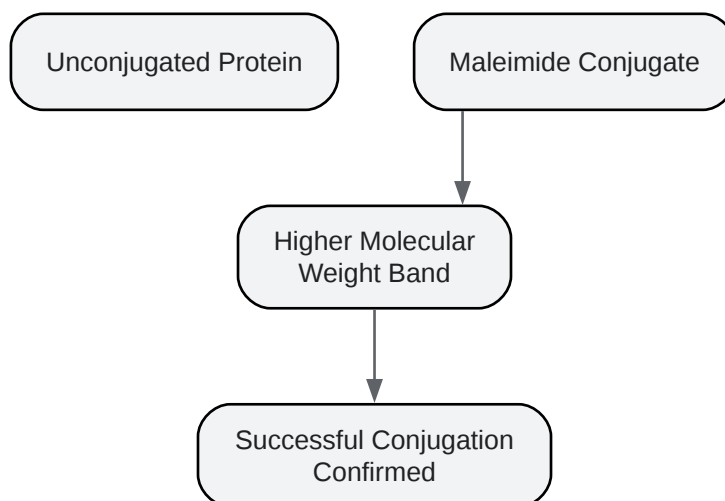 Unconjugated Protein
Maleimide Conjugate
Higher Molecular
Weight Band
Successful Conjugation
Confirmed